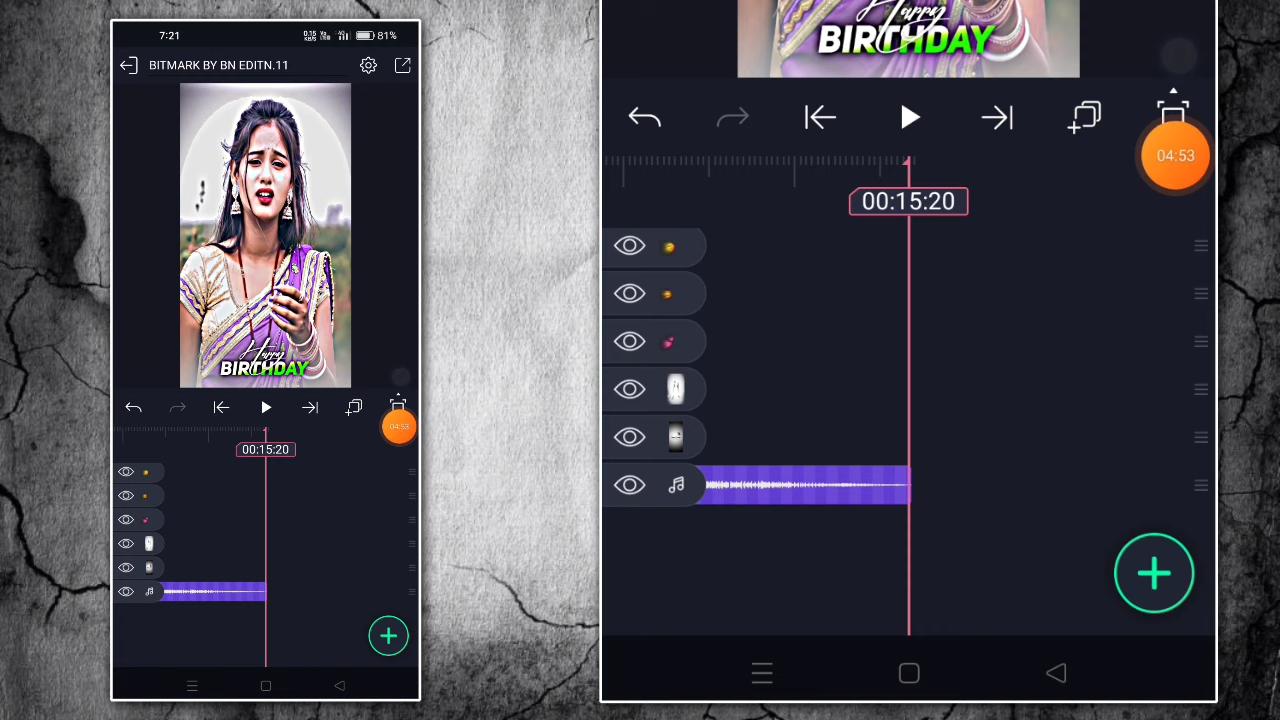 7:21
81%
BITMARK BY BN EDITN.11
Happy
BIRTHDAY
04:53
00:15:20
Happy
BIRTHDAY
04:53
00:15:20